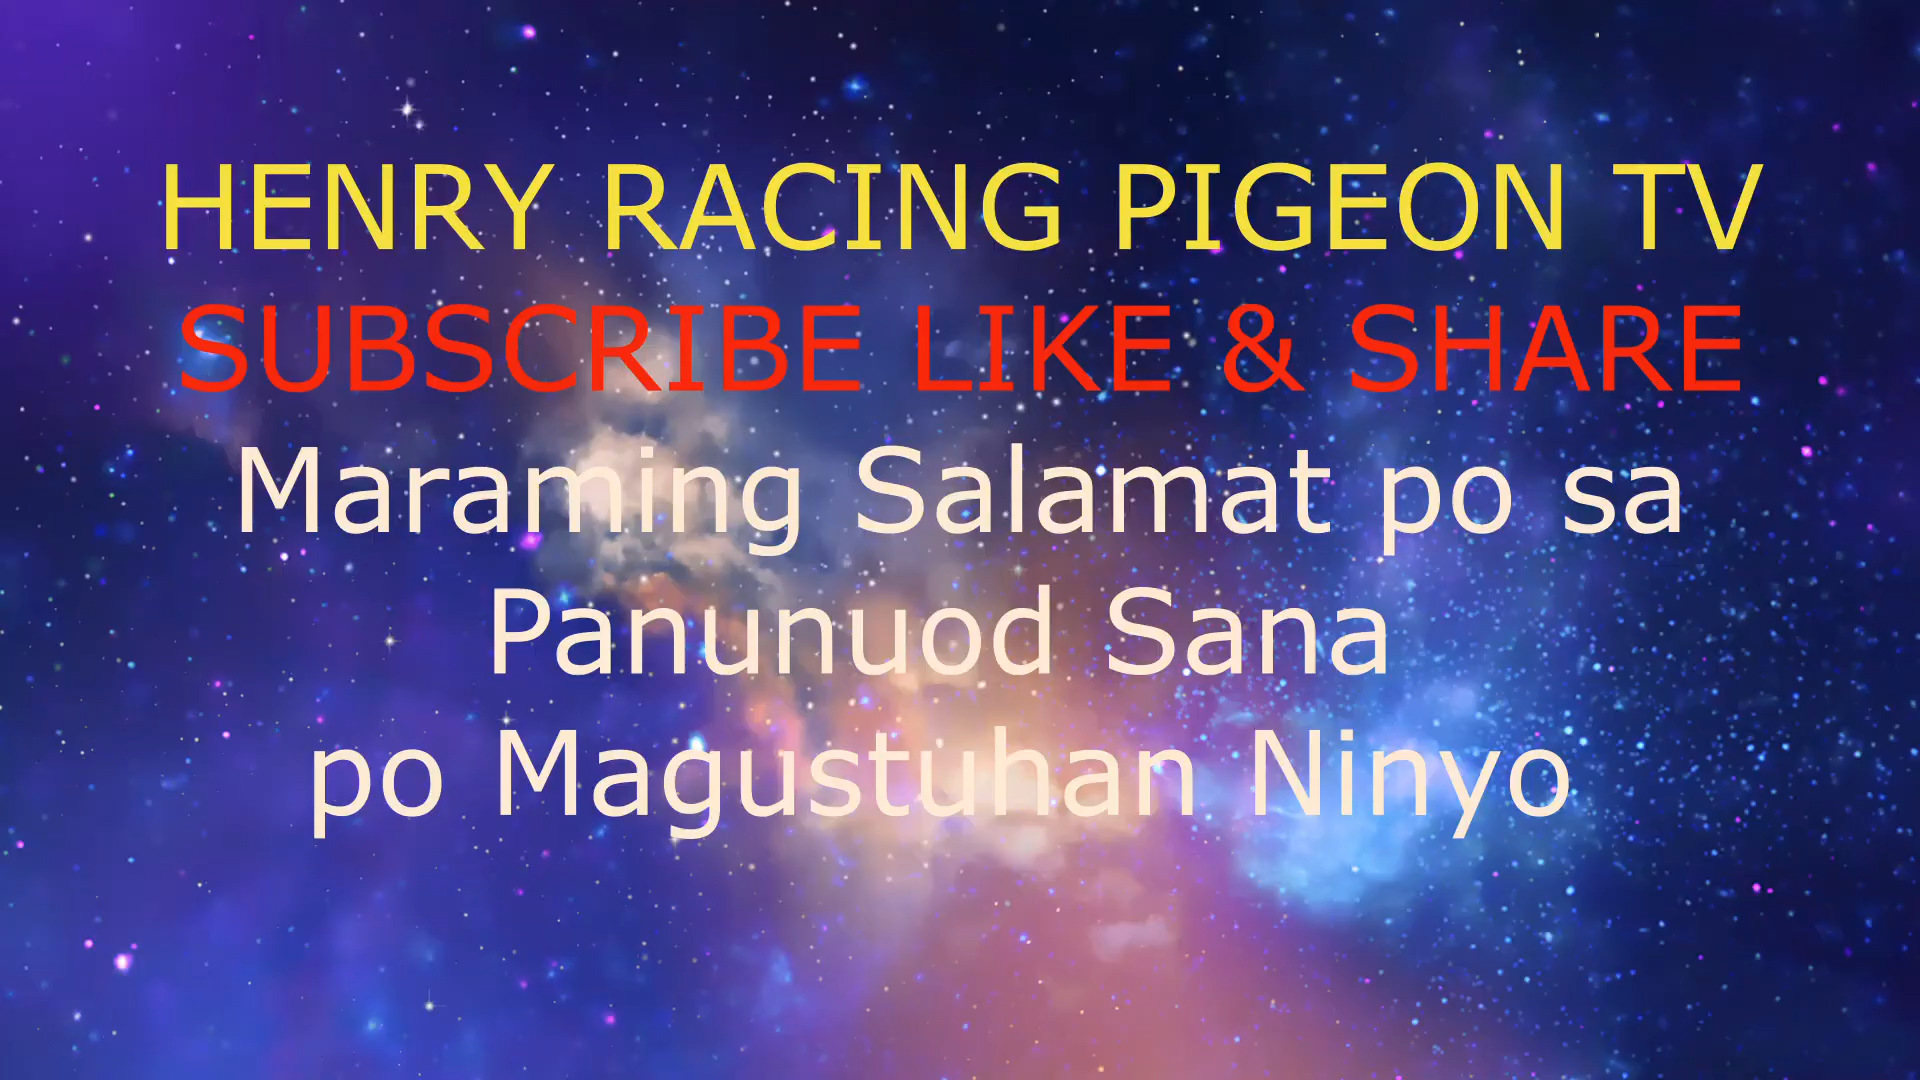 HENRY RACING PIGEON TV
SUBSCRIBE LIKE & SHARE
Maraming Salamat po sa
Panunuod Sana
po Magustuhan Ninyo